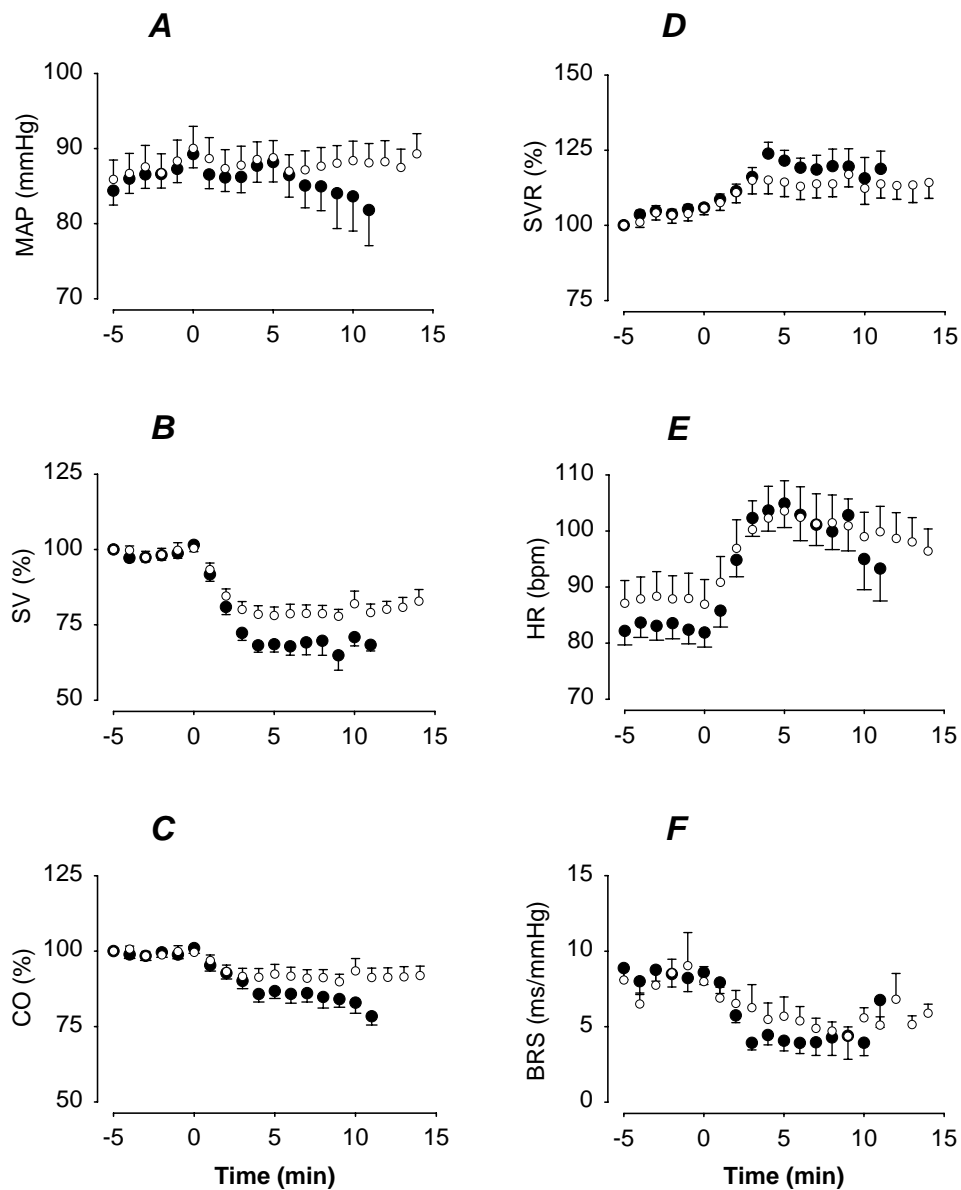 A
100
90
80
70
MAP (mmHg)
-5 0 5 10 15
B
125
100
75
50
SV (%)
-5 0 5 10 15
C
125
100
75
50
CO (%)
-5 0 5 10 15
Time (min)
D
150
125
100
75
SVR (%)
-5 0 5 10 15
E
110
100
90
80
70
HR (bpm)
-5 0 5 10 15
F
15
10
5
0
BRS (ms/mmHg)
-5 0 5 10 15
Time (min)